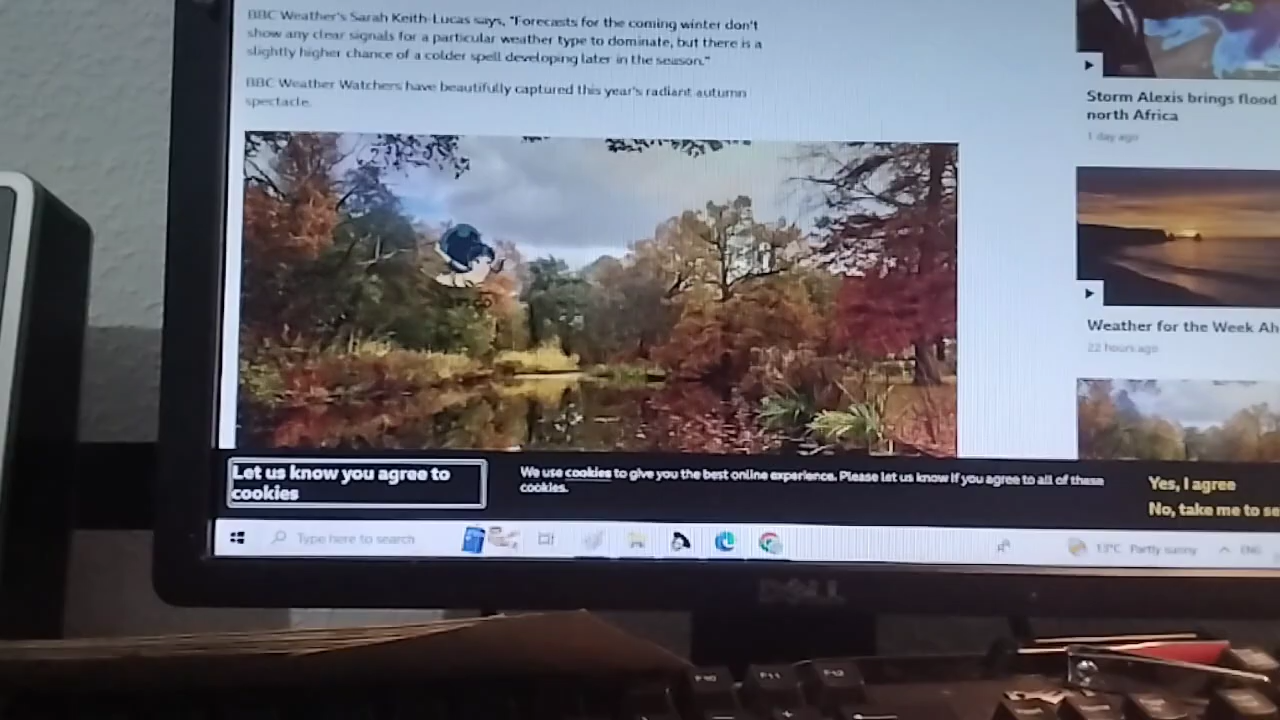 BBC Weather's Sarah Keith-Lucas says, "Forecasts for the coming winter don't
show any clear signals for a particular weather type to dominate, but there is a
slightly higher chance of a colder spell developing later in the season."
BBC Weather Watchers have beautifully captured this year's radiant autumn
spectacle.
Storm Alexis brings flood
north Africa
1 day ago
Weather for the Week Ah
22 hours ago
Let us know you agree to
cookies
We use cookies to give you the best online experience. Please let us know if you agree to all of these
cookies.
Yes, I agree
No, take me to se
Type here to search
13°C Partly sunny
ENG
DELL
F10
F11
F12